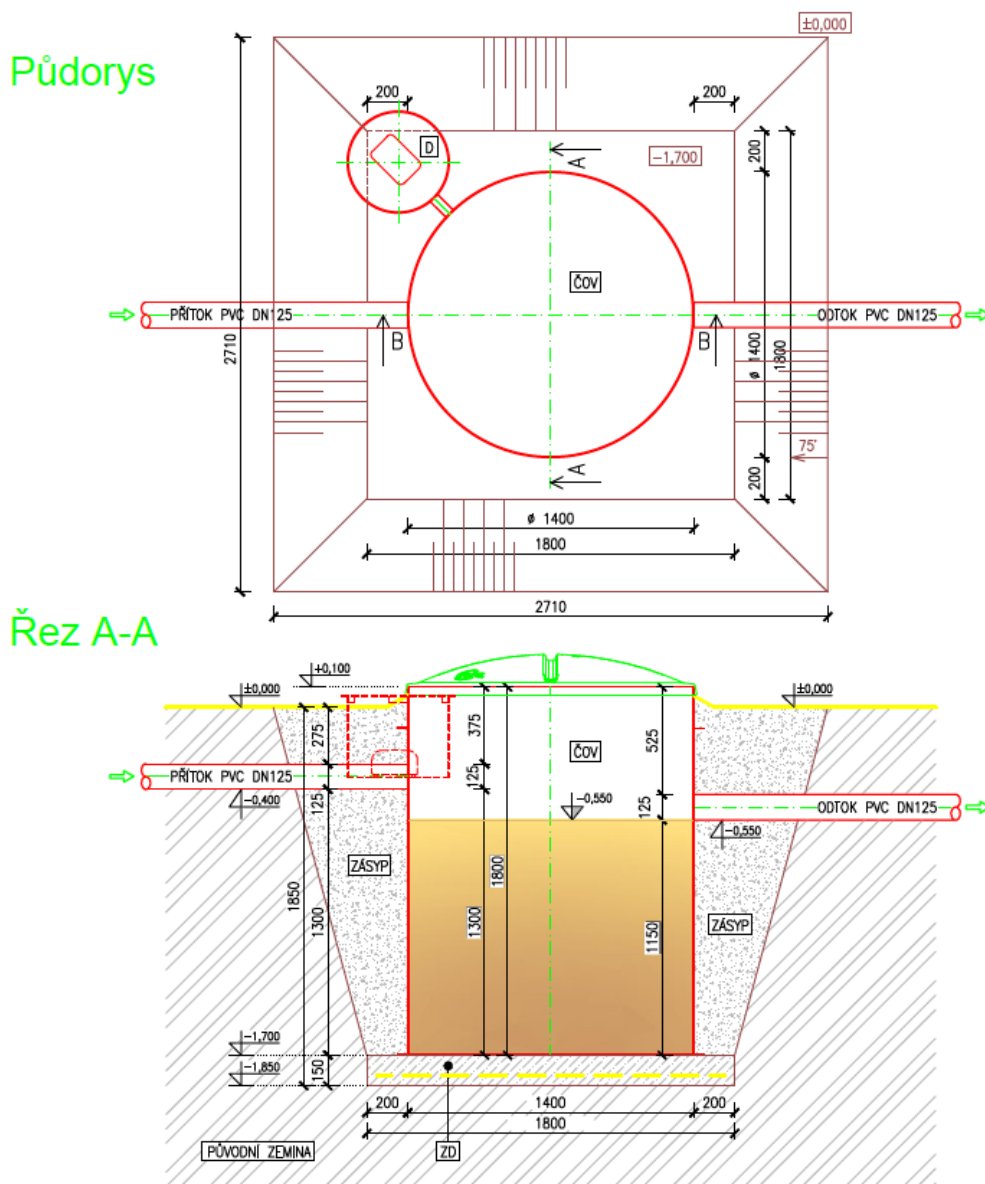 ±0,000
Půdorys
200
200
D
A
-1,700
200
ČOV
PŘÍTOK PVC DN125
ODTOK PVC DN125
B
B
2710
ø 1400
1800
75°
A
200
ø 1400
1800
2710
Řez A-A
+0,100
±0,000
±0,000
275
375
525
ČOV
PŘÍTOK PVC DN125
125
-0,400
125
-0,550
125
ODTOK PVC DN125
-0,550
ZÁSYP
1850
1300
1300
1800
1150
ZÁSYP
-1,700
-1,850
150
200
1400
200
1800
PŮVODNÍ ZEMINA
ZD